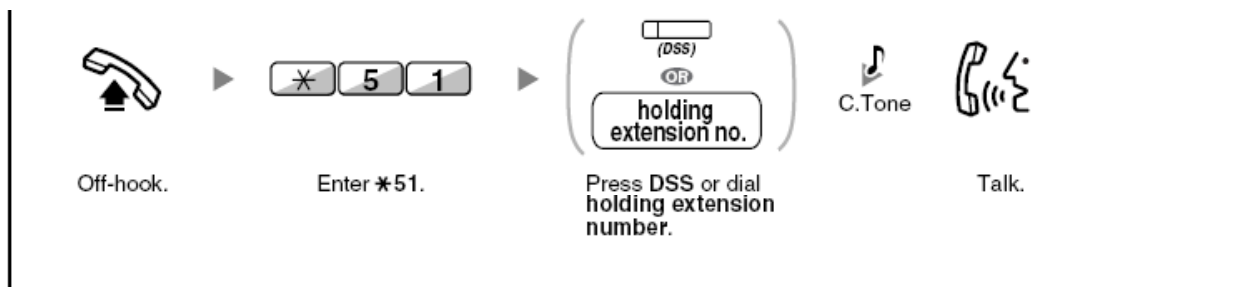 (DSS)
OR
✳ 5 1
holding
extension no.
C.Tone
Off-hook.
Enter ✳51.
Press DSS or dial
holding extension
number.
Talk.